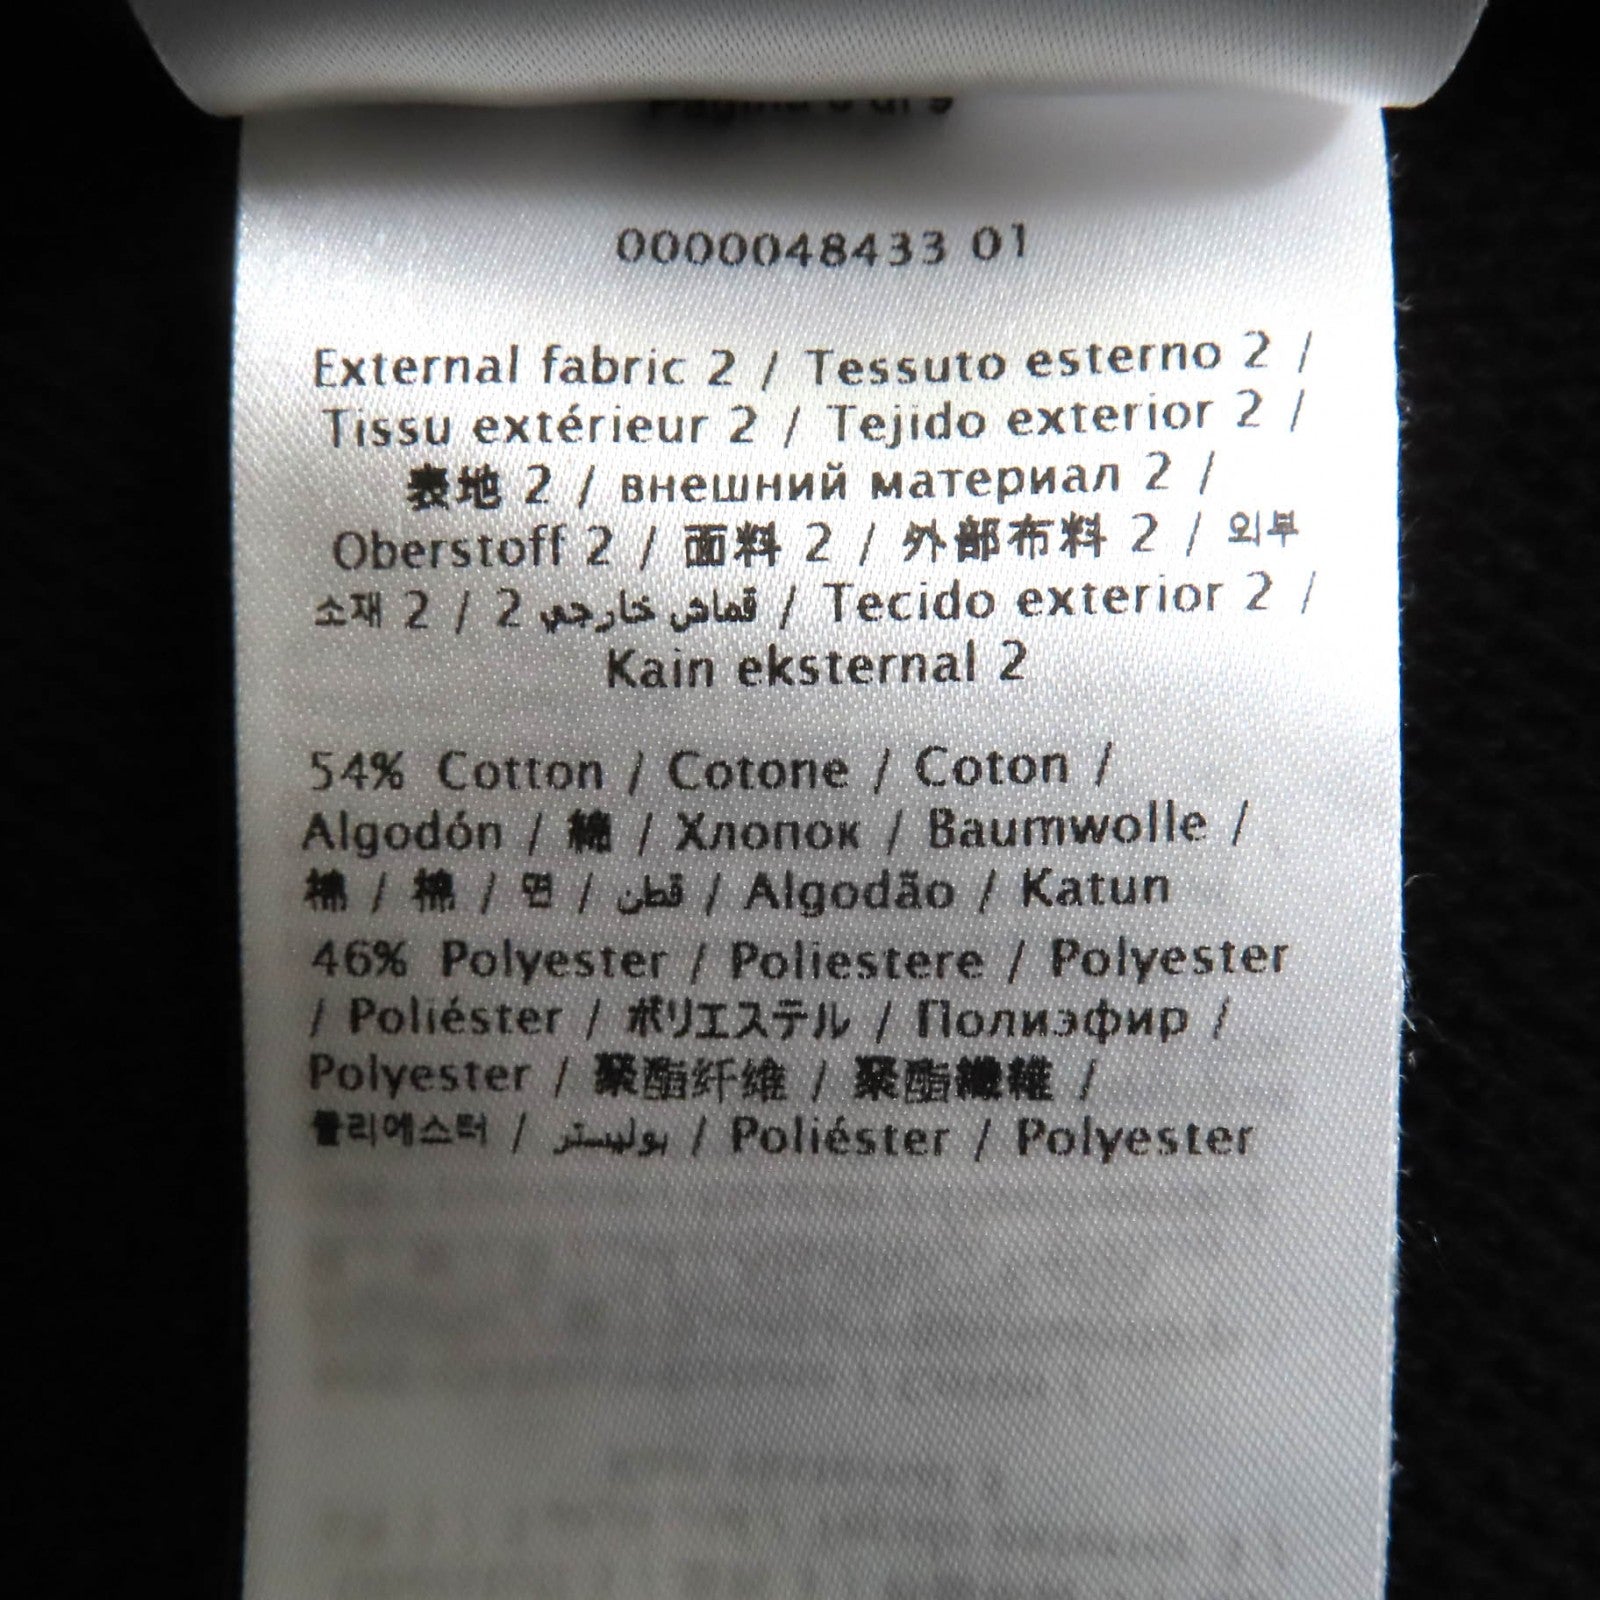 0000048433 01
External fabric 2 / Tessuto esterno 2 /
Tissu extérieur 2 / Tejido exterior 2 /
表地 2 / внешний материал 2 /
Oberstoff 2 / 面料 2 / 外部布料 2 / 외부
소재 2 / قماش خارجي 2 / Tecido exterior 2 /
Kain eksternal 2
54% Cotton / Cotone / Coton /
Algodón / 綿 / Хлопок / Baumwolle /
棉 / 棉 / 면 / قطن / Algodão / Katun
46% Polyester / Poliestere / Polyester
/ Poliéster / ポリエステル / Полиэфир /
Polyester / 聚酯纤维 / 聚酯纖維 /
폴리에스터 / بوليستر / Poliéster / Polyester